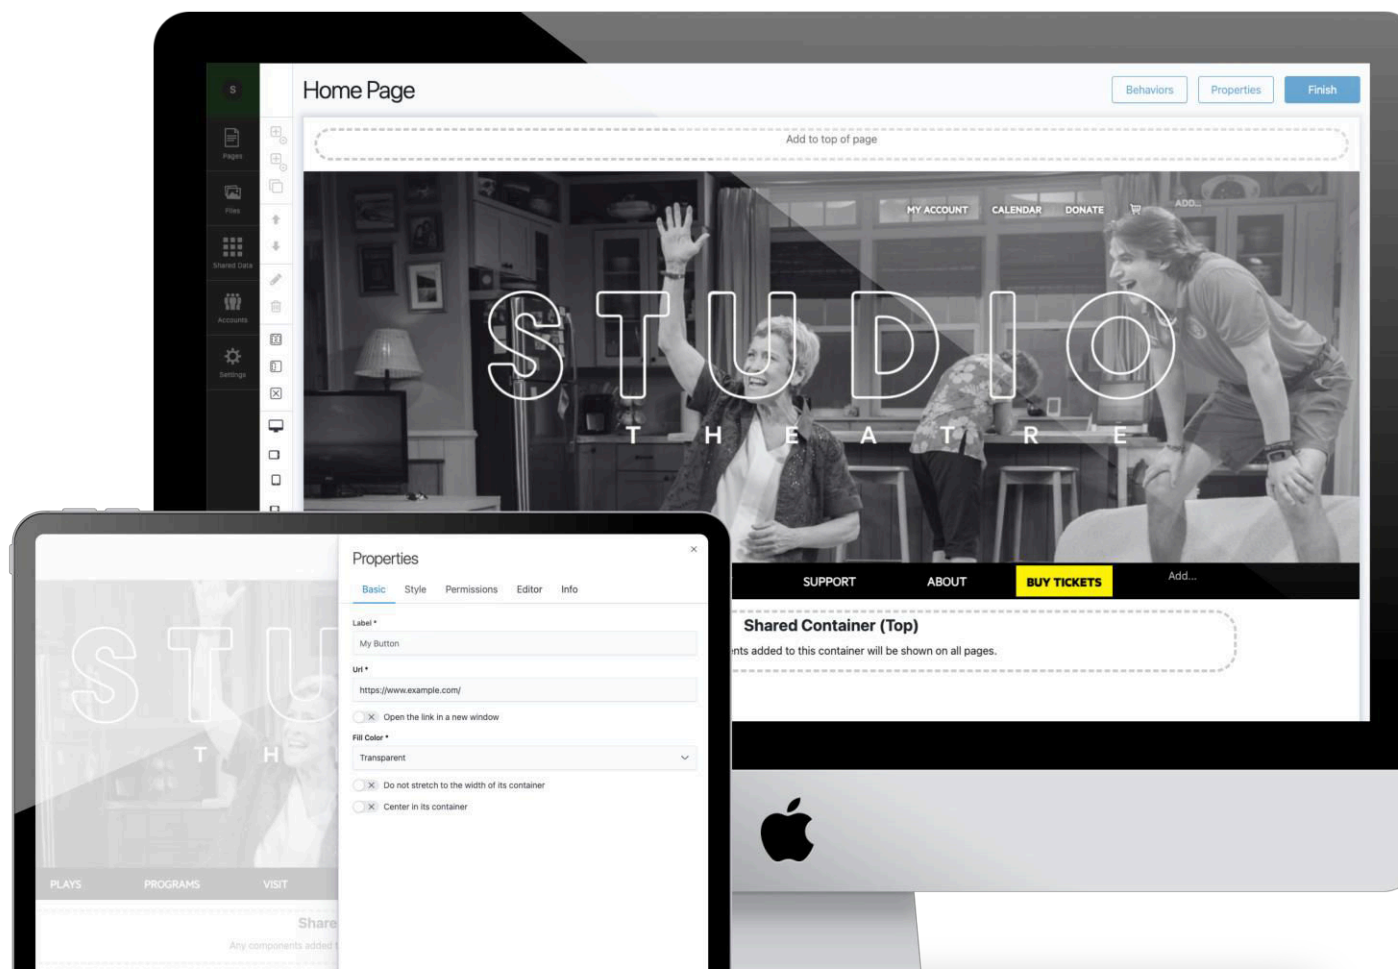 S
Home Page
Behaviors
Properties
Finish
Pages
Files
Shared Data
Accounts
Settings
Add to top of page
MY ACCOUNT CALENDAR DONATE ADD...
STUDIO
THEATRE
SUPPORT ABOUT BUY TICKETS Add...
Shared Container (Top)
nts added to this container will be shown on all pages.
Properties
Basic Style Permissions Editor Info
Label *
My Button
Url *
https://www.example.com/
Open the link in a new window
Fill Color *
Transparent
Do not stretch to the width of its container
Center in its container
STU
TH
PLAYS PROGRAMS VISIT
Share
Any components added t